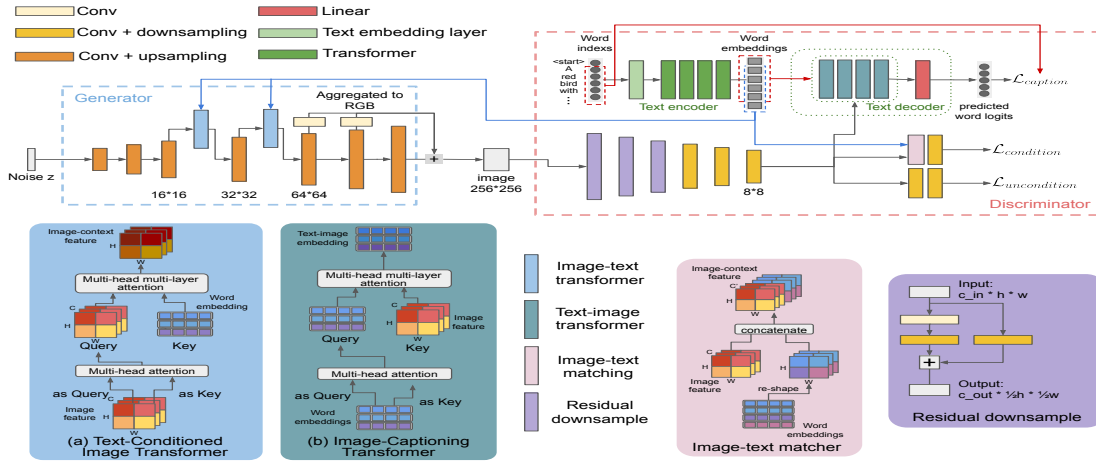 Conv
Linear
Conv + downsampling
Text embedding layer
Conv + upsampling
Transformer
Generator
Aggregated to
RGB
Noise z
16*16
32*32
64*64
+
image
256*256
Word
indexs
<start>
A
red
bird
with
...
Text encoder
Word
embeddings
Text decoder
predicted
word logits
8*8
ℒcaption
ℒcondition
ℒuncondition
Discriminator
Image-context
feature
H
W
Multi-head multi-layer
attention
Word
embedding
C
H
W
Query
Key
Multi-head attention
as Query
as Key
Image
feature
C
H
W
(a) Text-Conditioned
Image Transformer
Text-image
embedding
Multi-head multi-layer
attention
C
H
W
Image
feature
Query
Key
Multi-head attention
as Query
as Key
Word
embeddings
(b) Image-Captioning
Transformer
Image-text
transformer
Text-image
transformer
Image-text
matching
Residual
downsample
Image-context
feature
C'
H
W
concatenate
C
H
W
Image
feature
H
W
re-shape
Word
embeddings
Image-text matcher
Input:
c_in * h * w
+
Output:
c_out * ½h * ½w
Residual downsample